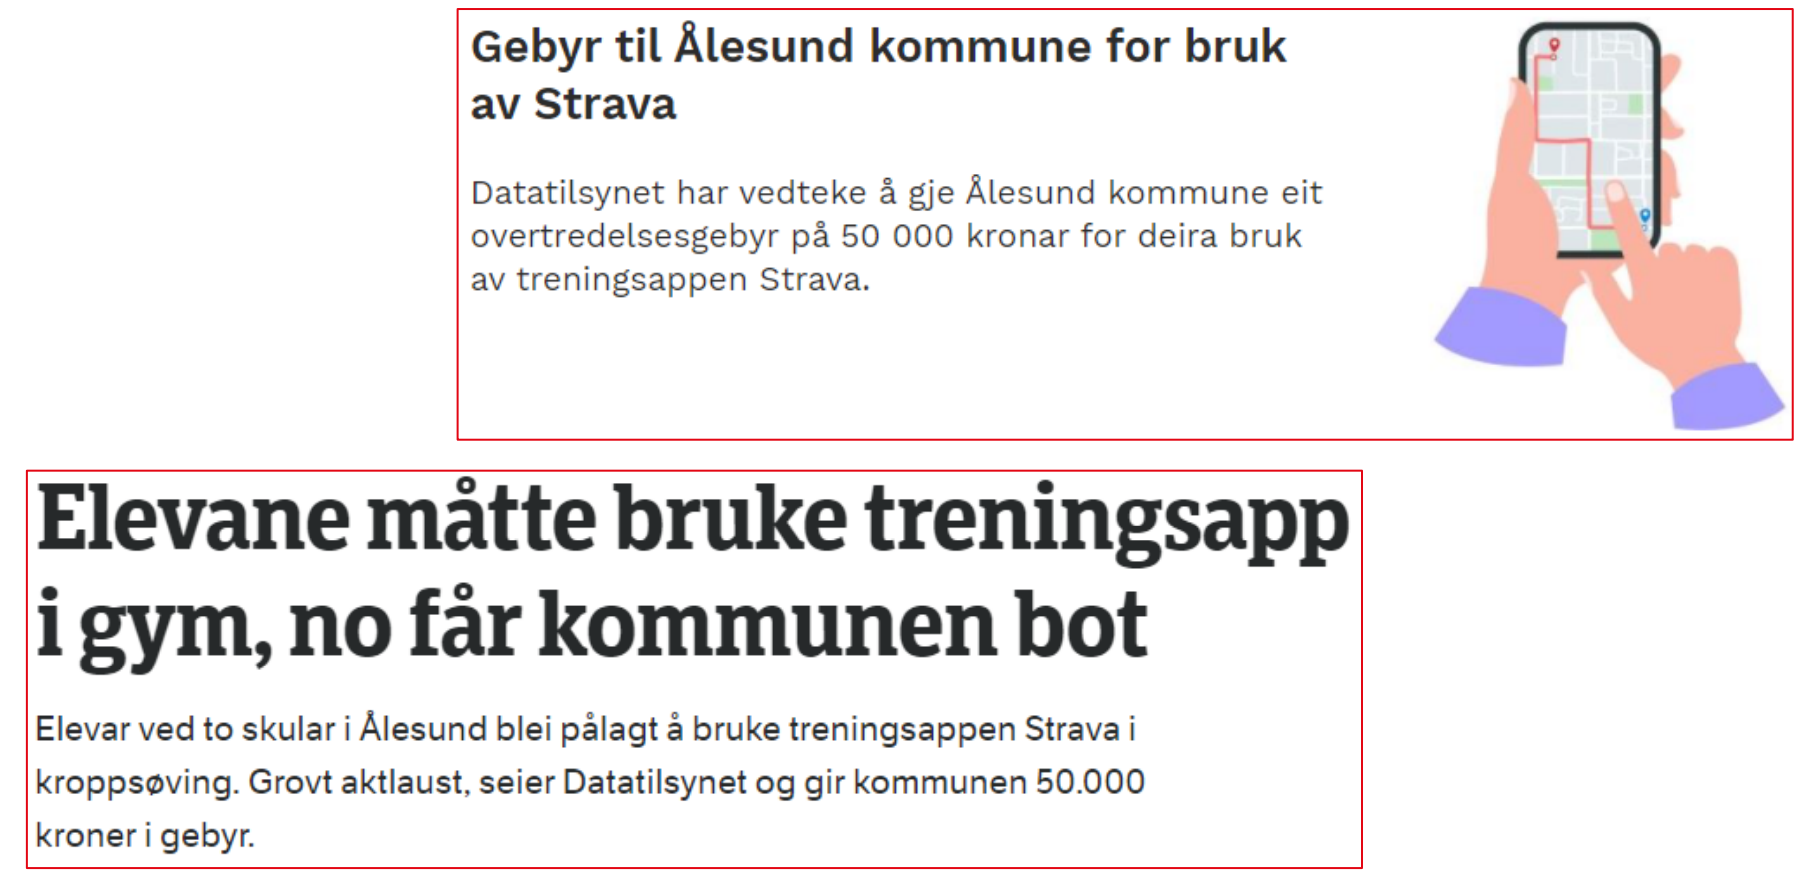 Gebyr til Ålesund kommune for bruk
av Strava
Datatilsynet har vedteke å gje Ålesund kommune eit
overtredelsesgebyr på 50 000 kronar for deira bruk
av treningsappen Strava.
Elevane måtte bruke treningsapp
i gym, no får kommunen bot
Elevar ved to skular i Ålesund blei pålagt å bruke treningsappen Strava i
kroppsøving. Grovt aktlaust, seier Datatilsynet og gir kommunen 50.000
kroner i gebyr.